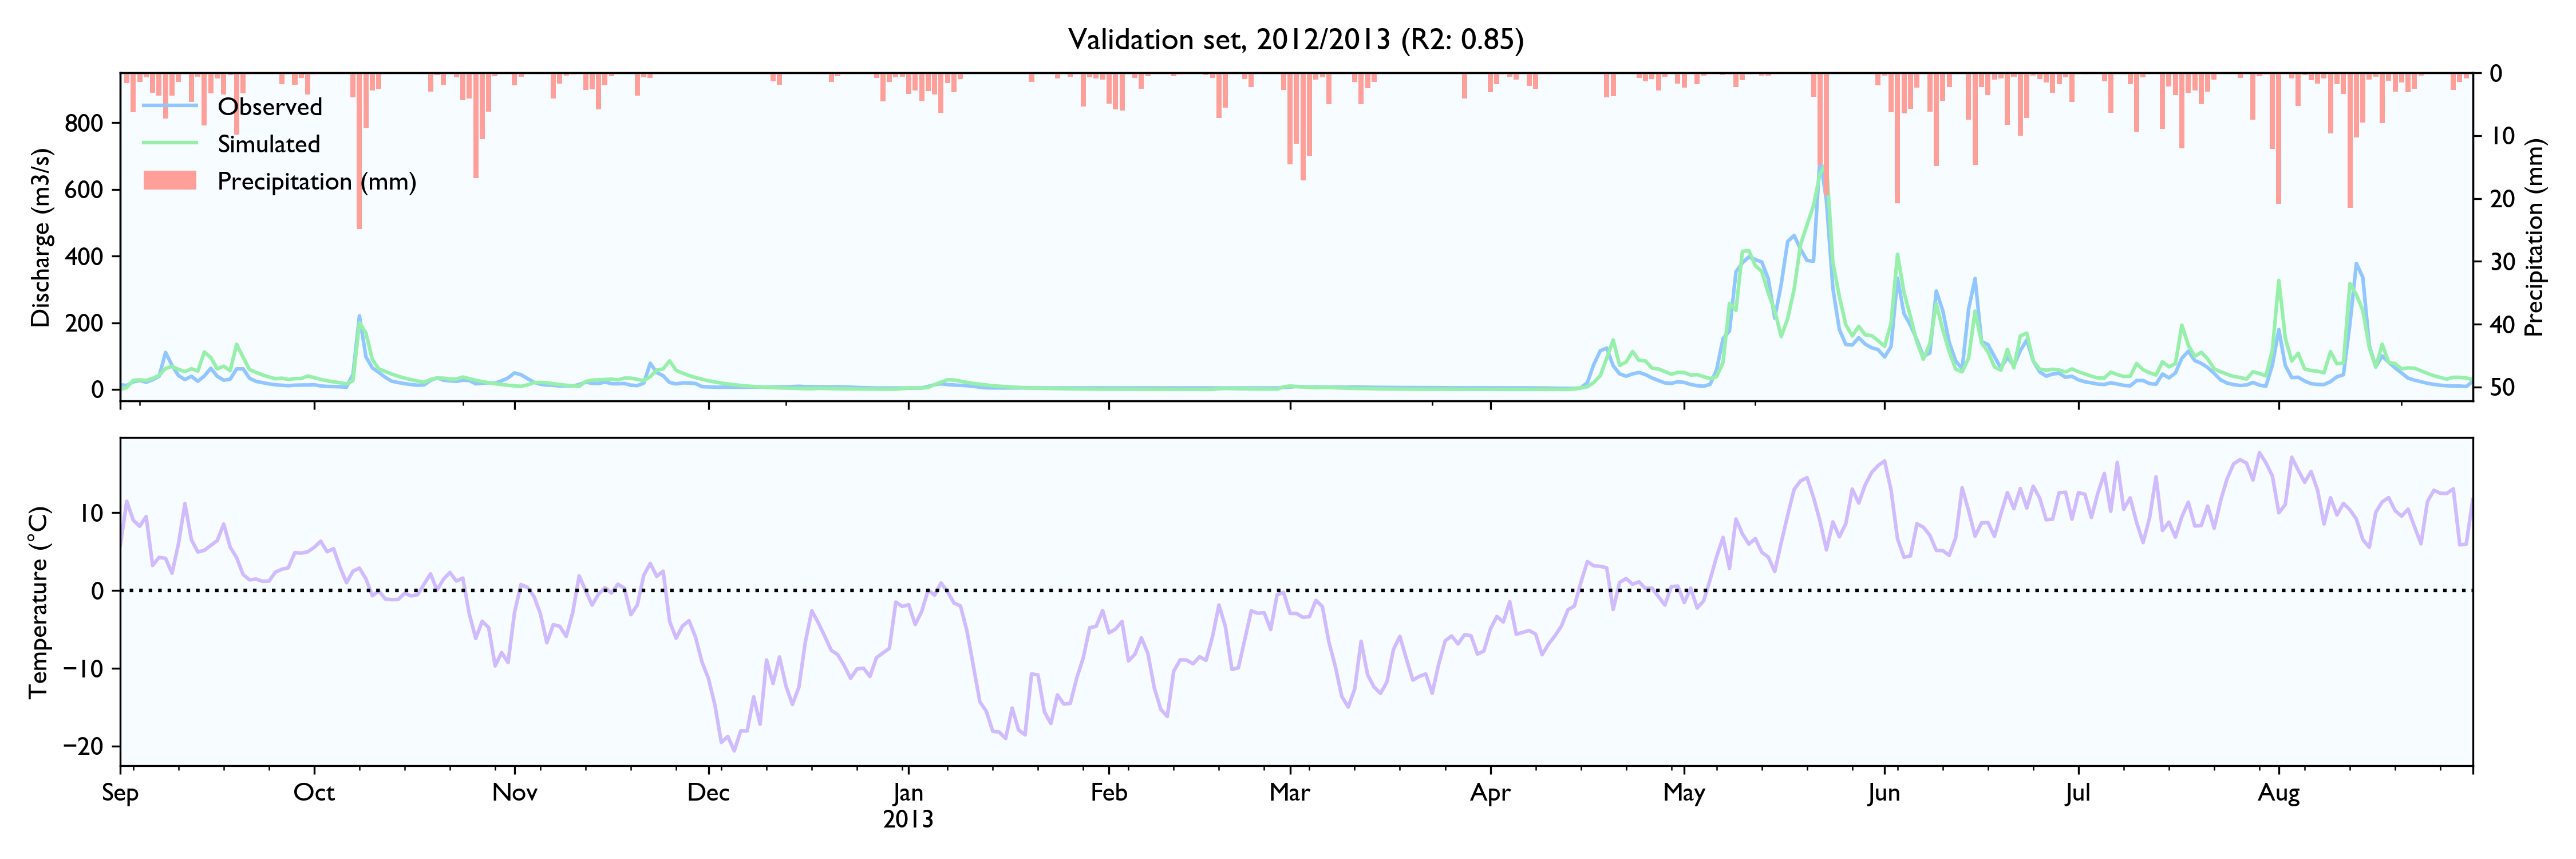 Validation set, 2012/2013 (R2: 0.85)
Observed
Simulated
Precipitation (mm)
Discharge (m3/s)
800
600
400
200
0
Precipitation (mm)
0
10
20
30
40
50
Temperature (°C)
10
0
−10
−20
Sep Oct Nov Dec Jan Feb Mar Apr May Jun Jul Aug
2013